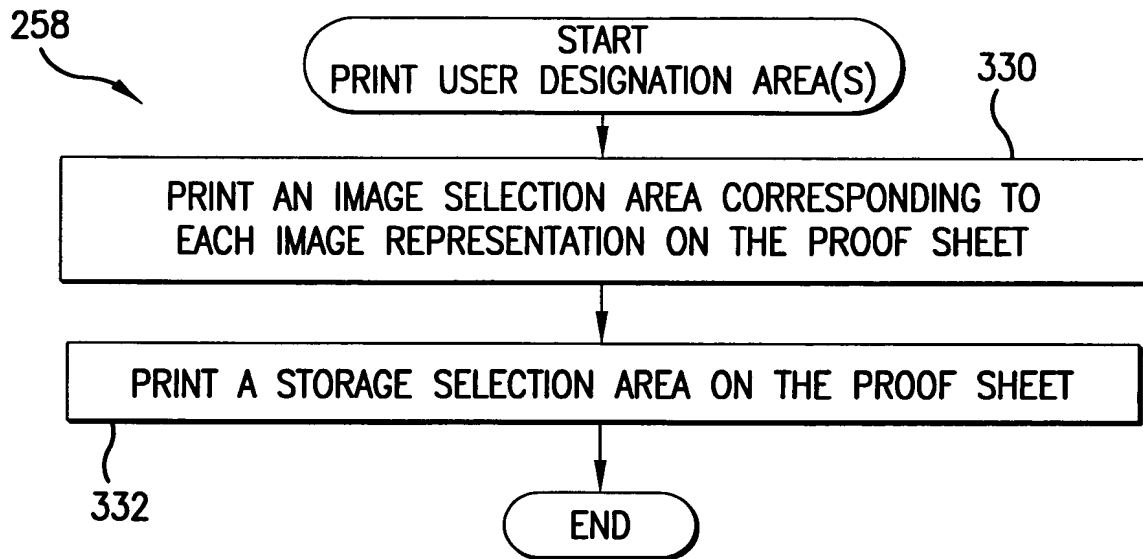 258
START
PRINT USER DESIGNATION AREA(S)
330
PRINT AN IMAGE SELECTION AREA CORRESPONDING TO
EACH IMAGE REPRESENTATION ON THE PROOF SHEET
PRINT A STORAGE SELECTION AREA ON THE PROOF SHEET
332
END